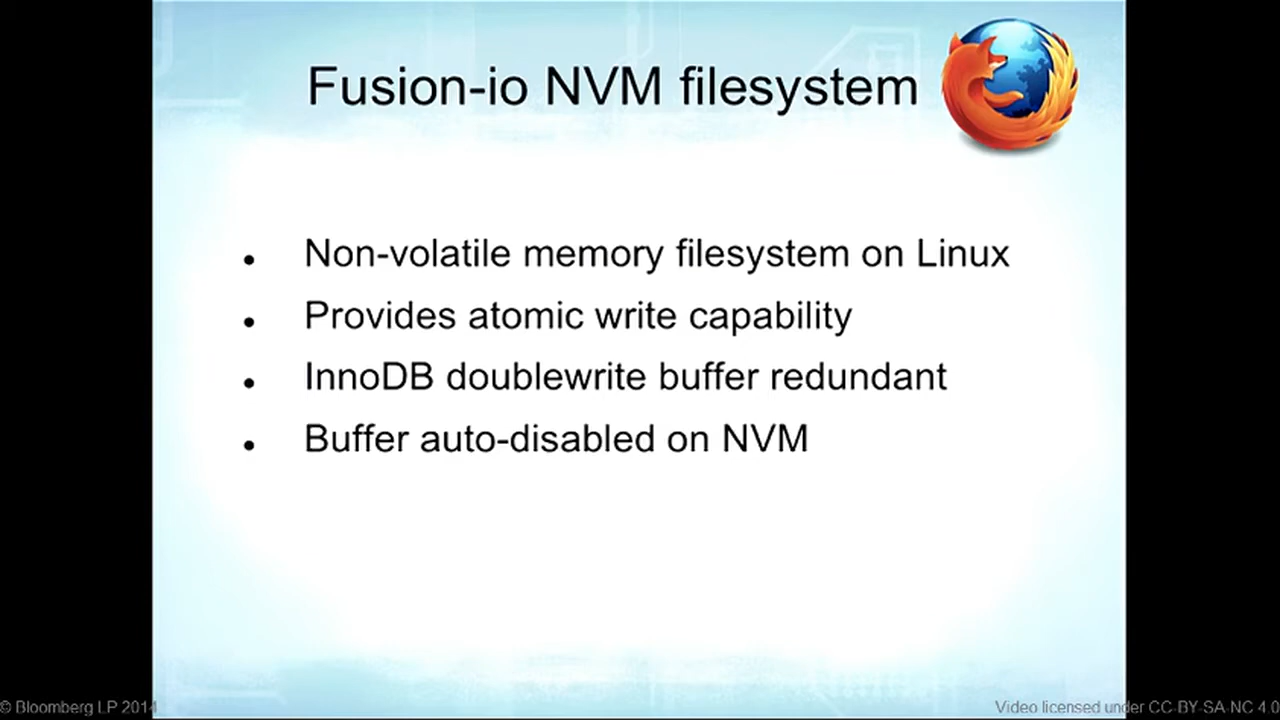 Fusion-io NVM filesystem
Non-volatile memory filesystem on Linux
Provides atomic write capability
InnoDB doublewrite buffer redundant
Buffer auto-disabled on NVM
© Bloomberg LP 2014
Video licensed under CC-BY-SA-NC 4.0